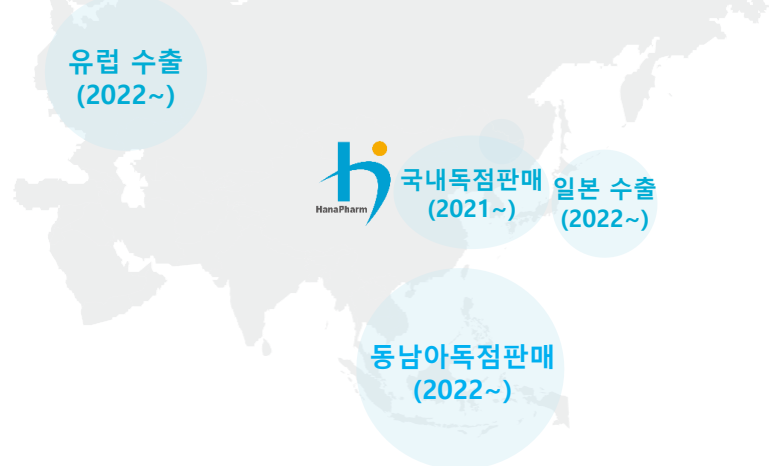 유럽 수출
(2022~)
HanaPharm
국내독점판매
(2021~)
일본 수출
(2022~)
동남아독점판매
(2022~)